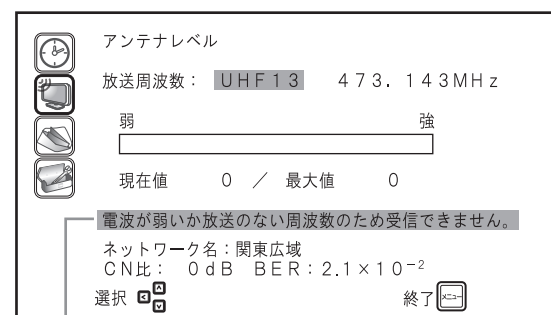 アンテナレベル
放送周波数： UHF13 473．143MHz
弱 強
現在値 0 ／ 最大値 0
電波が弱いか放送のない周波数のため受信できません。
ネットワーク名：関東広域
CN比： 0dB BER：2.1×10⁻²
選択 終了 メニュー